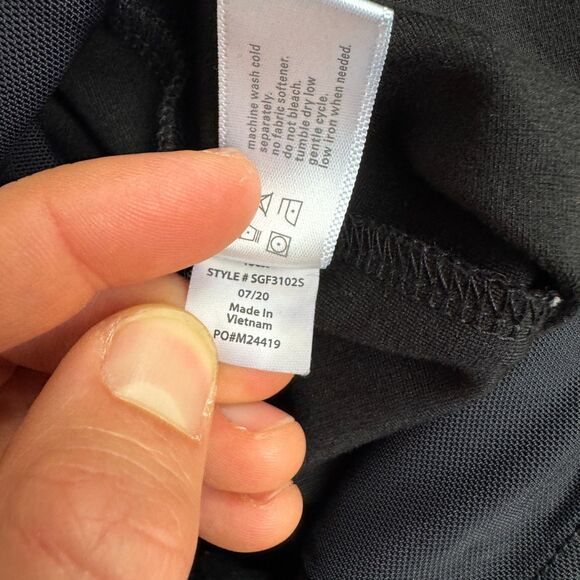 machine wash cold
separately.
no fabric softener.
do not bleach.
tumble dry low
gentle cycle.
low iron when needed.
STYLE # SGF3102S
07/20
Made In
Vietnam
PO#M24419